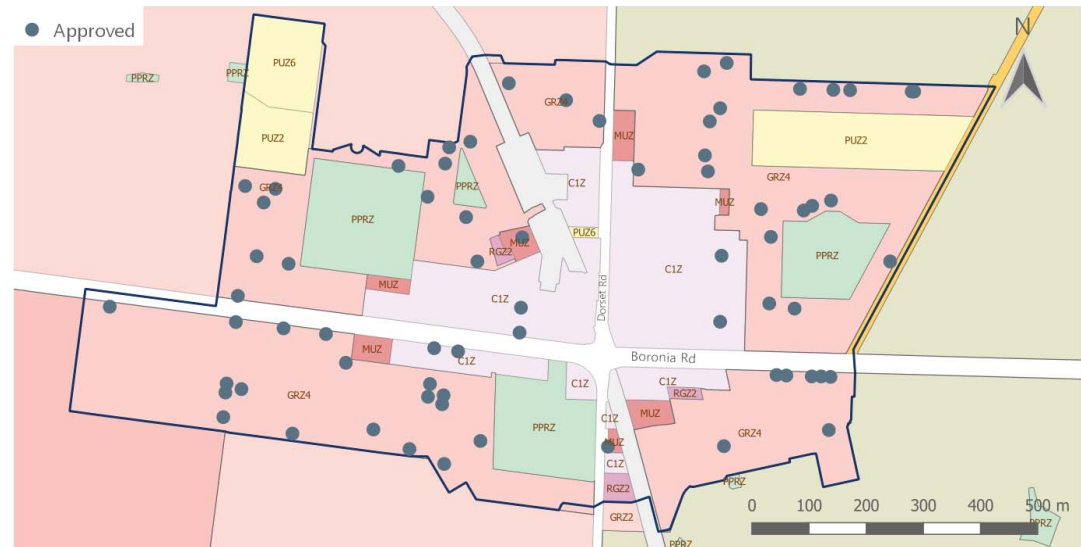 Approved
N
PUZ6
PPRZ
PPRZ
GRZ4
MUZ
PUZ2
PUZ2
GRZ4
C1Z
GRZ4
PPRZ
PPRZ
MUZ
PUZ6
MUZ
RGZ2
PPRZ
C1Z
MUZ
C1Z
Dorset Rd
Boronia Rd
MUZ
C1Z
C1Z
C1Z
RGZ2
GRZ4
MUZ
C1Z
PPRZ
MUZ
GRZ4
C1Z
RGZ2
PPRZ
GRZ2
0 100 200 300 400 500 m
PPRZ
PPRZ